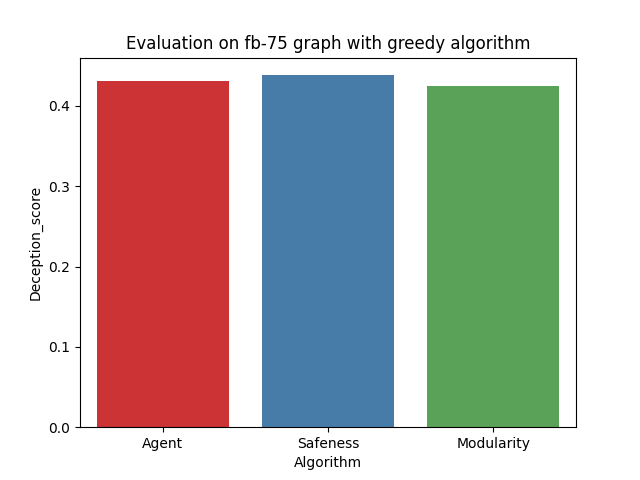 Evaluation on fb-75 graph with greedy algorithm
Deception_score
0.4
0.3
0.2
0.1
0.0
Agent
Safeness
Modularity
Algorithm